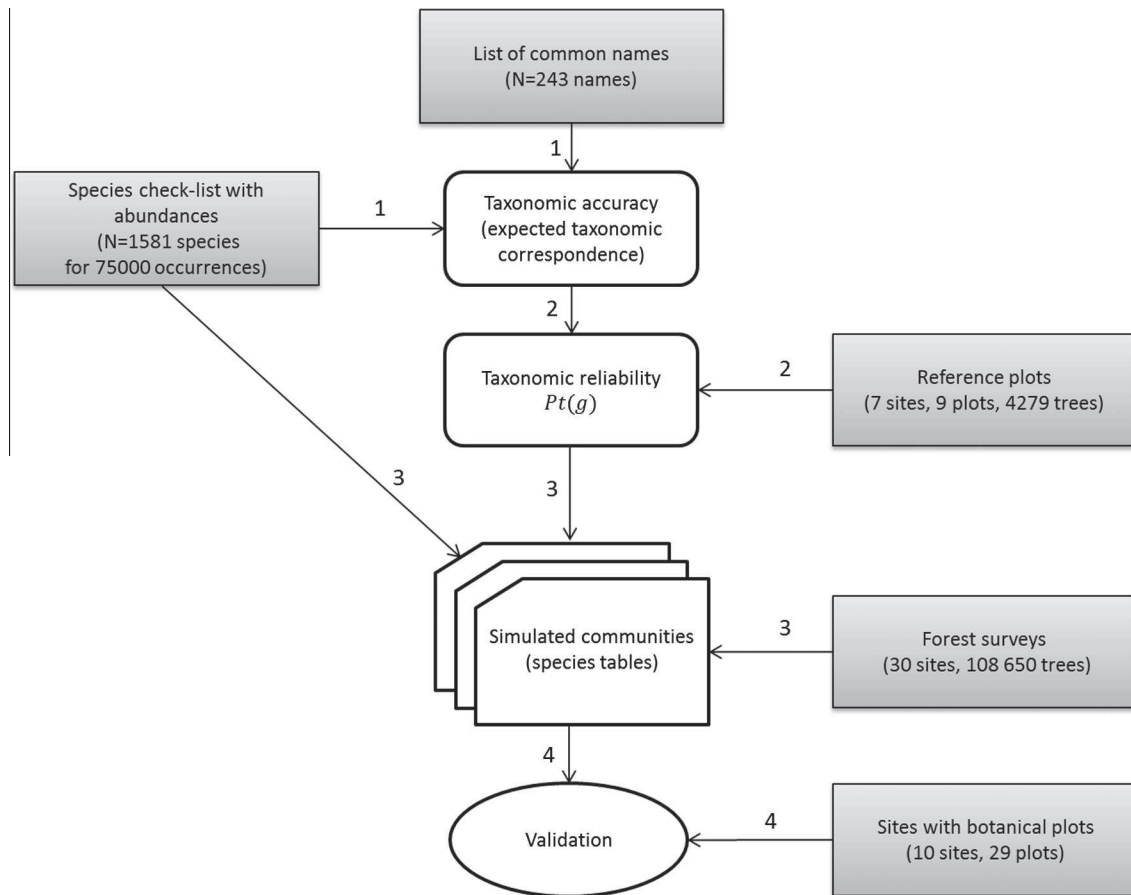 List of common names
(N=243 names)
1
Species check-list with
abundances
(N=1581 species
for 75000 occurrences)
1
Taxonomic accuracy
(expected taxonomic
correspondence)
2
Taxonomic reliability
Pt(g)
2
Reference plots
(7 sites, 9 plots, 4279 trees)
3
3
Simulated communities
(species tables)
3
Forest surveys
(30 sites, 108 650 trees)
4
Validation
4
Sites with botanical plots
(10 sites, 29 plots)